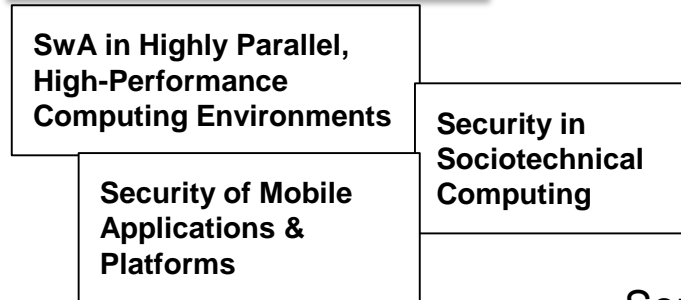 SwA in Highly Parallel,
High-Performance
Computing Environments
Security in
Sociotechnical
Computing
Security of Mobile
Applications &
Platforms